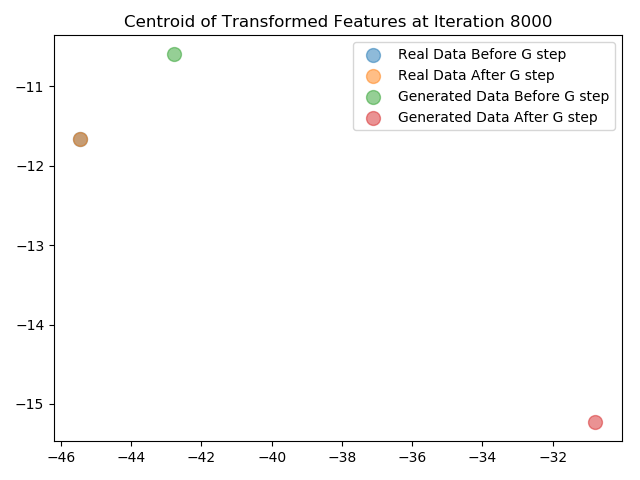 Centroid of Transformed Features at Iteration 8000
Real Data Before G step
Real Data After G step
Generated Data Before G step
Generated Data After G step
−11
−12
−13
−14
−15
−46 −44 −42 −40 −38 −36 −34 −32